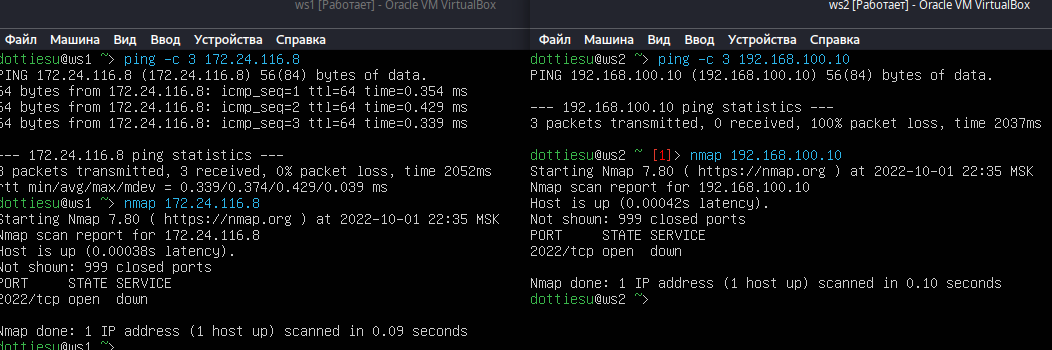 ws1 [Работает] - Oracle VM VirtualBox
Файл Машина Вид Ввод Устройства Справка
dottiesu@ws1 ~> ping -c 3 172.24.116.8
PING 172.24.116.8 (172.24.116.8) 56(84) bytes of data.
64 bytes from 172.24.116.8: icmp_seq=1 ttl=64 time=0.354 ms
64 bytes from 172.24.116.8: icmp_seq=2 ttl=64 time=0.429 ms
64 bytes from 172.24.116.8: icmp_seq=3 ttl=64 time=0.339 ms
--- 172.24.116.8 ping statistics ---
3 packets transmitted, 3 received, 0% packet loss, time 2052ms
rtt min/avg/max/mdev = 0.339/0.374/0.429/0.039 ms
dottiesu@ws1 ~> nmap 172.24.116.8
Starting Nmap 7.80 ( https://nmap.org ) at 2022-10-01 22:35 MSK
Nmap scan report for 172.24.116.8
Host is up (0.00038s latency).
Not shown: 999 closed ports
PORT     STATE SERVICE
2022/tcp open  down
Nmap done: 1 IP address (1 host up) scanned in 0.09 seconds
dottiesu@ws1 ~>
ws2 [Работает] - Oracle VM VirtualBox
Файл Машина Вид Ввод Устройства Справка
dottiesu@ws2 ~> ping -c 3 192.168.100.10
PING 192.168.100.10 (192.168.100.10) 56(84) bytes of data.
--- 192.168.100.10 ping statistics ---
3 packets transmitted, 0 received, 100% packet loss, time 2037ms
dottiesu@ws2 ~ [1]> nmap 192.168.100.10
Starting Nmap 7.80 ( https://nmap.org ) at 2022-10-01 22:35 MSK
Nmap scan report for 192.168.100.10
Host is up (0.00042s latency).
Not shown: 999 closed ports
PORT     STATE SERVICE
2022/tcp open  down
Nmap done: 1 IP address (1 host up) scanned in 0.10 seconds
dottiesu@ws2 ~>